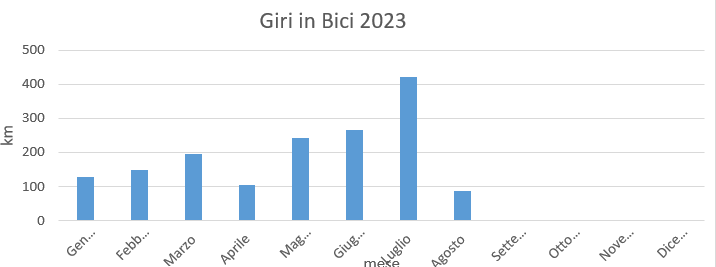 Giri in Bici 2023
500
400
300
200
100
0
km
Gen...
Febb...
Marzo
Aprile
Mag...
Giug...
Luglio
Agosto
Sette...
Otto...
Nove...
Dice...
mese